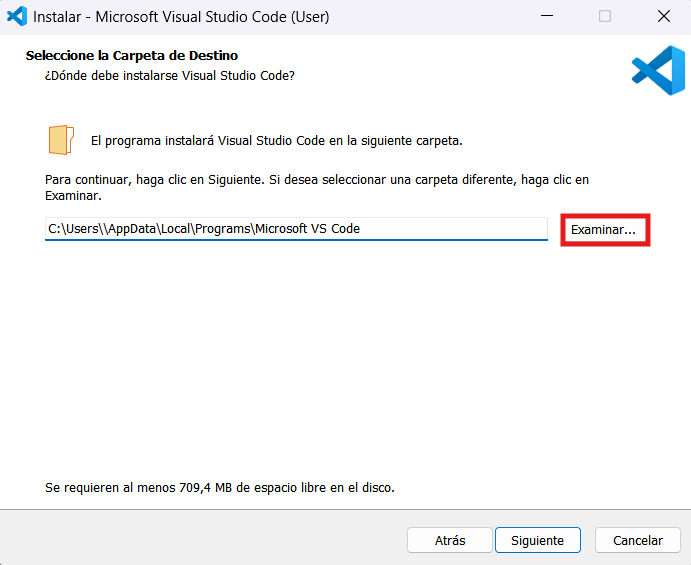 Instalar - Microsoft Visual Studio Code (User)
Seleccione la Carpeta de Destino
¿Dónde debe instalarse Visual Studio Code?
El programa instalará Visual Studio Code en la siguiente carpeta.
Para continuar, haga clic en Siguiente. Si desea seleccionar una carpeta diferente, haga clic en
Examinar.
C:\Users\\AppData\Local\Programs\Microsoft VS Code
Examinar...
Se requieren al menos 709,4 MB de espacio libre en el disco.
Atrás
Siguiente
Cancelar